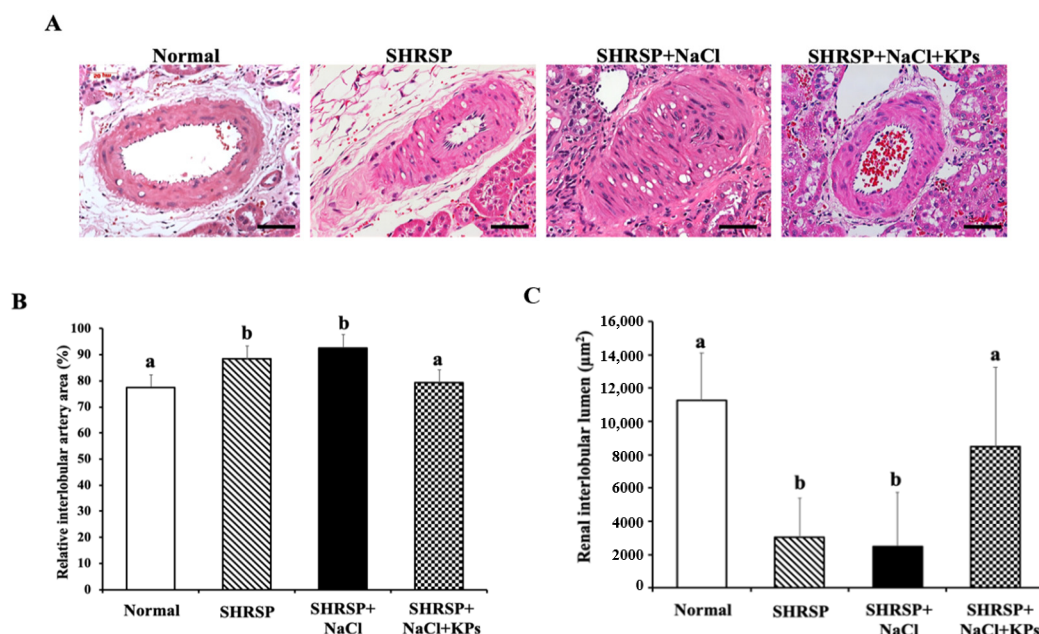 A
Normal
SHRSP
SHRSP+NaCl
SHRSP+NaCl+KPs
B
Relative interlobular artery area (%)
100
90
80
70
60
50
40
30
20
10
0
a
b
b
a
Normal
SHRSP
SHRSP+
NaCl
SHRSP+
NaCl+KPs
C
Renal interlobular lumen (µm²)
16,000
14,000
12,000
10,000
8000
6000
4000
2000
0
a
b
b
a
Normal
SHRSP
SHRSP+
NaCl
SHRSP+
NaCl+KPs